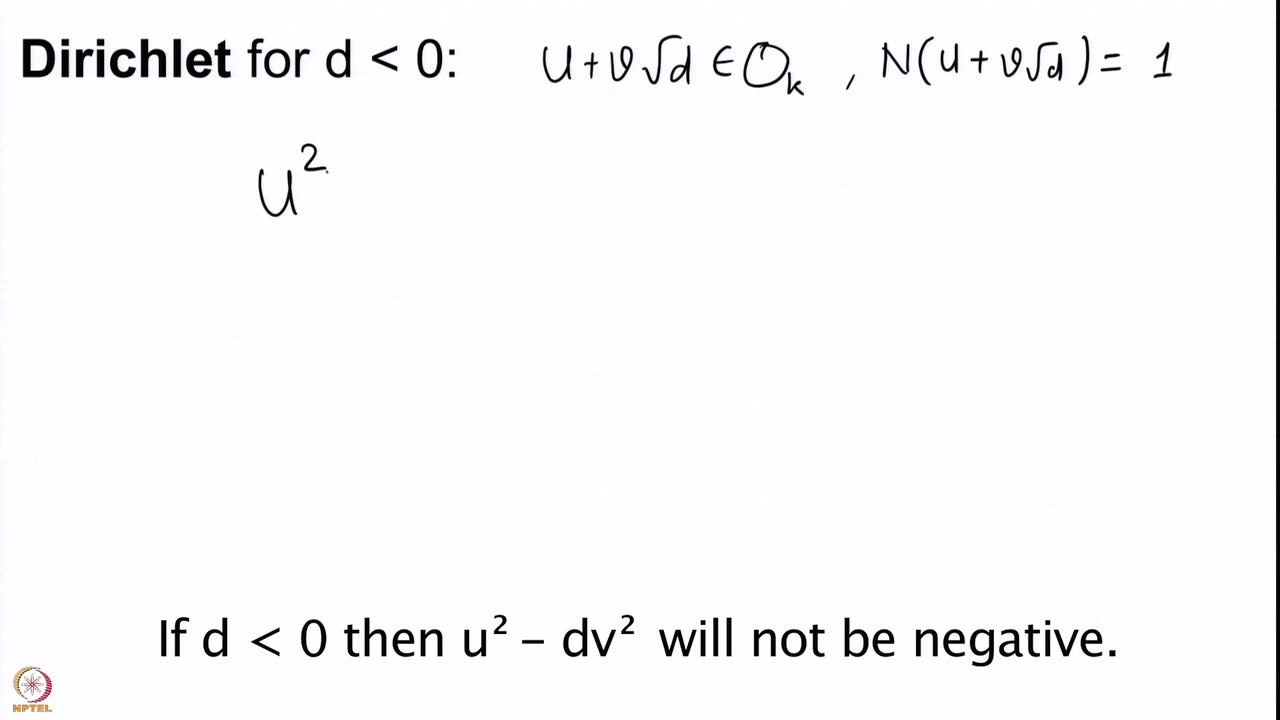 Dirichlet for d < 0: u + v√d ∈ O_k , N(u + v√d) = 1
u²
If d < 0 then u² – dv² will not be negative.
NPTEL